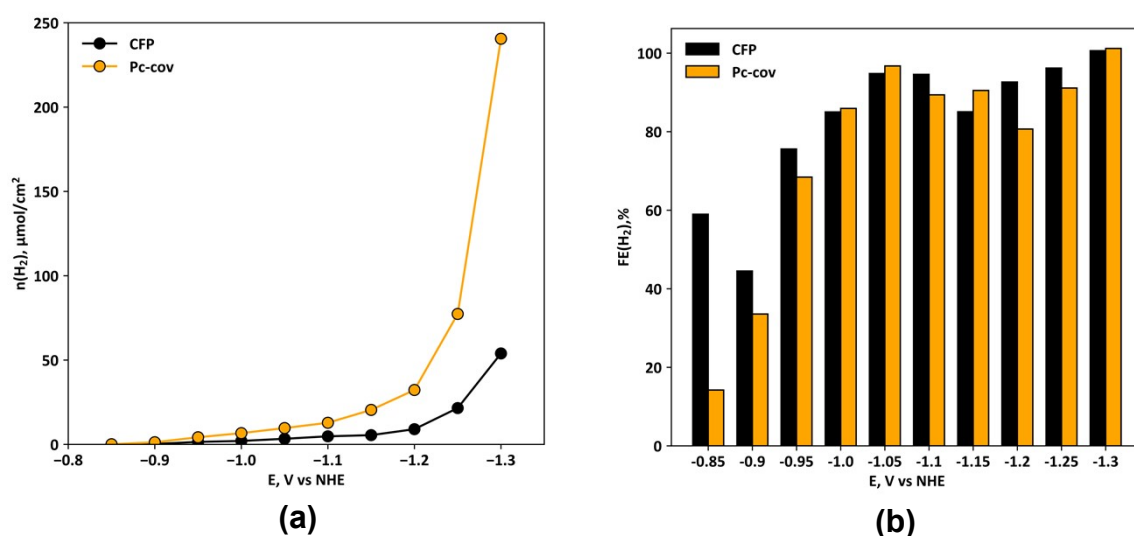 250
200
150
100
50
0
n(H₂), μmol/cm²
CFP
Pc-cov
−0.8
−0.9
−1.0
−1.1
−1.2
−1.3
E, V vs NHE
(a)
100
80
60
40
20
0
FE(H₂),%
CFP
Pc-cov
-0.85
-0.9
-0.95
-1.0
-1.05
-1.1
-1.15
-1.2
-1.25
-1.3
E, V vs NHE
(b)